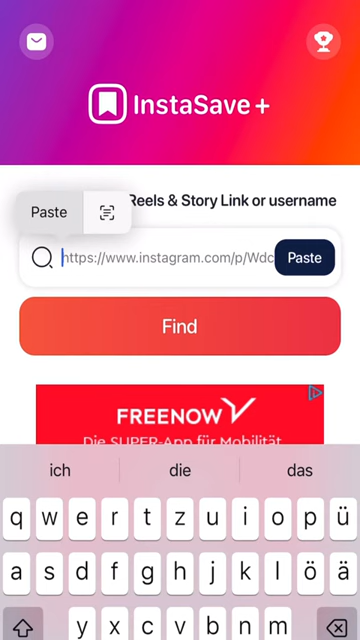 InstaSave +
Reels & Story Link or username
Paste
https://www.instagram.com/p/Wdc
Paste
Find
FREENOW
Die SUPER-App für Mobilität
ich die das
q w e r t z u i o p ü
a s d f g h j k l ö ä
y x c v b n m